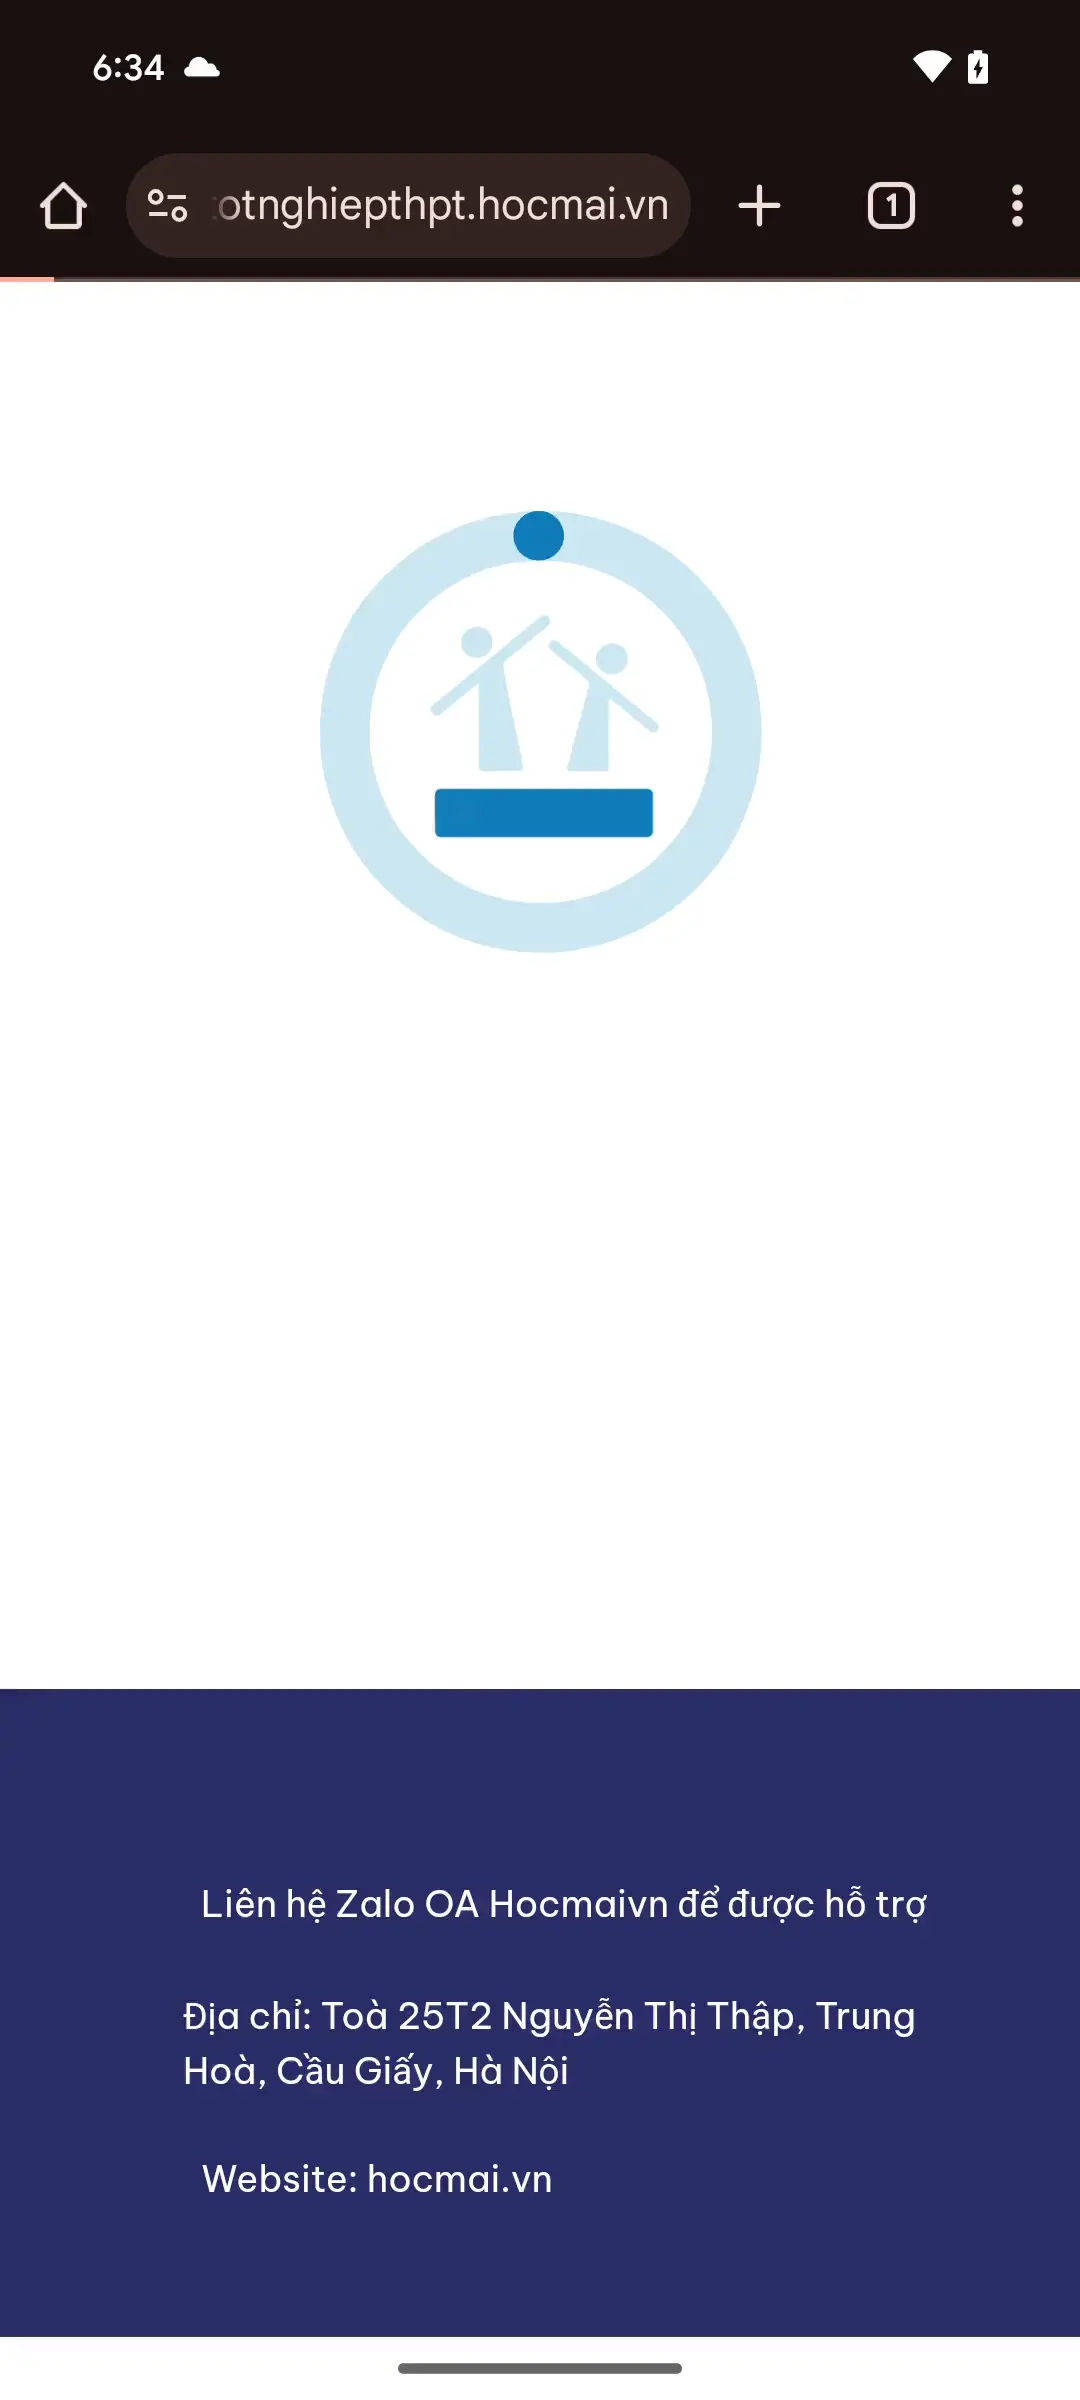 6:34
otnghiepthpt.hocmai.vn
1
Liên hệ Zalo OA Hocmaivn để được hỗ trợ
Địa chỉ: Toà 25T2 Nguyễn Thị Thập, Trung
Hoà, Cầu Giấy, Hà Nội
Website: hocmai.vn